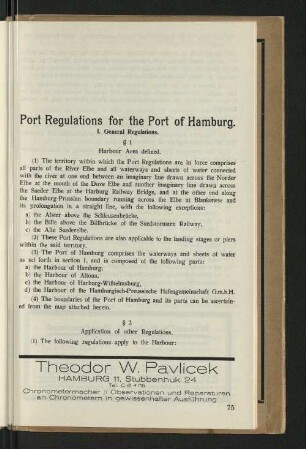 Port Regulations for the Port of Hamburg.
I. General Regulations.
§ 1
Harbour Area defined.
(1) The territory within which the Port Regulations are in force comprises
all parts of the River Elbe and all waterways and sheets of water connected
with the river at one end between an imaginary line drawn across the Norder
Elbe at the mouth of the Dove Elbe and another imaginary line drawn across
the Suder Elbe at the Harburg Railway Bridge, and at the other end along
the Hamburg-Prussian boundary running across the Elbe at Blankenese and
its prolongation in a straight line, with the following exceptions:
a) the Alster above the Schleusenbrücke,
b) the Bille above the Billbrücke of the Suedstormarn Railway,
c) the Alte Suederelbe.
(2) These Port Regulations are also applicable to the landing stages or piers
within the said territory.
(3) The Port of Hamburg comprises the waterways and sheets of water
as set forth in section 1, and is composed of the following parts:
a) the Harbour of Hamburg,
b) the Harbour of Altona,
c) the Harbour of Harburg-Wilhelmsburg,
d) the Harbour of the Hamburgisch-Preussische Hafengemeinschaft G.m.b.H.
(4) The boundaries of the Port of Hamburg and its parts can be ascertained
from the map attached hereto.
§ 2
Application of other Regulations.
(1) The following regulations apply to the Harbour:
Theodor W. Pavlicek
HAMBURG 11, Stubbenhuk 24
Chronometermacher // Observationen und Reparaturen
an Chronometern in gewissenhafter Ausführung
75